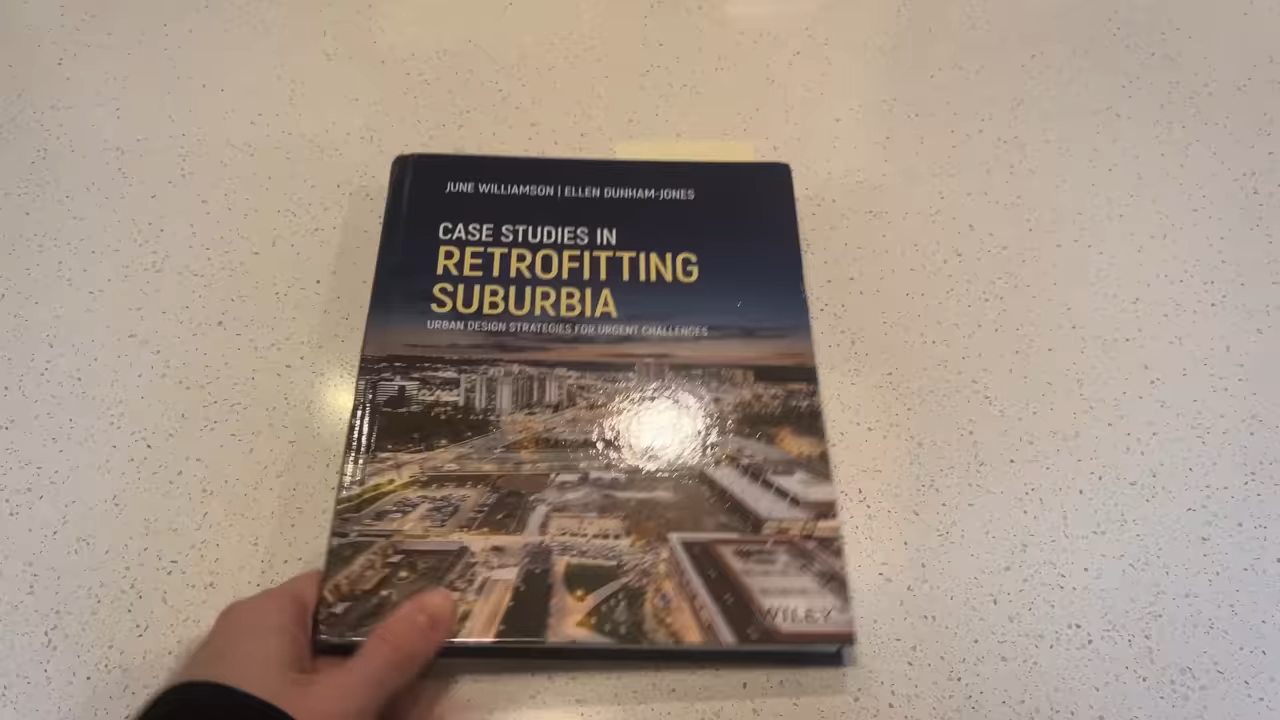 JUNE WILLIAMSON | ELLEN DUNHAM-JONES
CASE STUDIES IN
RETROFITTING
SUBURBIA
URBAN DESIGN STRATEGIES FOR URGENT CHALLENGES
WILEY